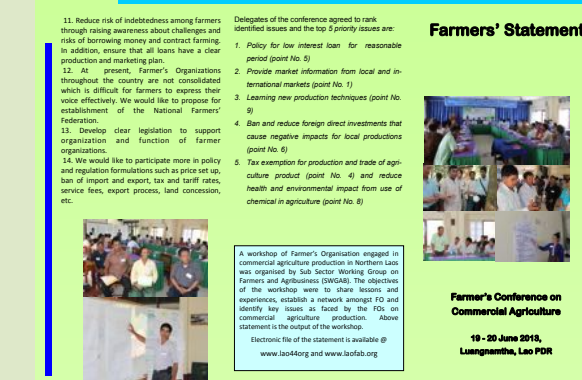 11. Reduce risk of indebtedness among farmers
through raising awareness about challenges and
risks of borrowing money and contract farming.
In addition, ensure that all loans have a clear
production and marketing plan.
12. At present, Farmer's Organizations
throughout the country are not consolidated
which is difficult for farmers to express their
voice effectively. We would like to propose for
establishment of the National Farmers'
Federation.
13. Develop clear legislation to support
organization and function of farmer
organizations.
14. We would like to participate more in policy
and regulation formulations such as price set up,
ban of import and export, tax and tariff rates,
service fees, export process, land concession,
etc.
Delegates of the conference agreed to rank
identified issues and the top 5 priority issues are:
1. Policy for low interest loan for reasonable
period (point No. 5)
2. Provide market information from local and in-
ternational markets (point No. 1)
3. Learning new production techniques (point No.
9)
4. Ban and reduce foreign direct investments that
cause negative impacts for local productions
(point No. 6)
5. Tax exemption for production and trade of agri-
culture product (point No. 4) and reduce
health and environmental impact from use of
chemical in agriculture (point No. 8)
A workshop of Farmer's Organisation engaged in
commercial agriculture production in Northern Laos
was organised by Sub Sector Working Group on
Farmers and Agribusiness (SWGAB). The objectives
of the workshop were to share lessons and
experiences, establish a network amongst FO and
identify key issues as faced by the FOs on
commercial agriculture production. Above
statement is the output of the workshop.
Electronic file of the statement is available @
www.lao44org and www.laofab.org
Farmers' Statement
Farmer's Conference on
Commercial Agriculture
19 - 20 June 2013,
Luangnamtha, Lao PDR